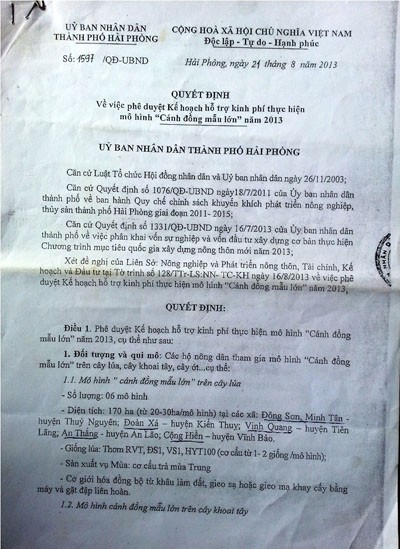 UỶ BAN NHÂN DÂN
THÀNH PHỐ HẢI PHÒNG
CỘNG HOÀ XÃ HỘI CHỦ NGHĨA VIỆT NAM
Độc lập - Tự do - Hạnh phúc
Số: 1597 /QĐ-UBND
Hải Phòng, ngày 21 tháng 8 năm 2013
QUYẾT ĐỊNH
Về việc phê duyệt Kế hoạch hỗ trợ kinh phí thực hiện
mô hình “Cánh đồng mẫu lớn” năm 2013
UỶ BAN NHÂN DÂN THÀNH PHỐ HẢI PHÒNG
Căn cứ Luật Tổ chức Hội đồng nhân dân và Uỷ ban nhân dân ngày 26/11/2003;
Căn cứ Quyết định số 1076/QĐ-UBND ngày18/7/2011 của Ủy ban nhân dân
thành phố về ban hành Quy chế chính sách khuyến khích phát triển nông nghiệp,
thủy sản thành phố Hải Phòng giai đoạn 2011- 2015;
Căn cứ Quyết định số 1331/QĐ-UBND ngày 16/7/2013 của Ủy ban nhân dân
thành phố về việc phân khai vốn sự nghiệp và vốn đầu tư xây dựng cơ bản thực hiện
Chương trình mục tiêu quốc gia xây dựng nông thôn mới năm 2013;
Xét đề nghị của Liên Sở: Nông nghiệp và Phát triển nông thôn, Tài chính, Kế
hoạch và Đầu tư tại Tờ trình số 128/TTr-LS:NN- TC-KH ngày 16/8/2013 về việc phê
duyệt Kế hoạch hỗ trợ kinh phí thực hiện mô hình “Cánh đồng mẫu lớn” năm 2013,
NHÂN D
QUYẾT ĐỊNH:
Điều 1. Phê duyệt Kế hoạch hỗ trợ kinh phí thực hiện mô hình “Cánh đồng
mẫu lớn” năm 2013, cụ thể như sau:
1. Đối tượng và qui mô: Các hộ nông dân tham gia mô hình “Cánh đồng
mẫu lớn” trên cây lúa, cây khoai tây, cây ớt...cụ thể:
1.1. Mô hình “ cánh đồng mẫu lớn” trên cây lúa
- Số lượng: 06 mô hình
- Diện tích: 170 ha (từ 20-30ha/mô hình) tại các xã: Đông Sơn, Minh Tân -
huyện Thuỷ Nguyên; Đoàn Xá – huyện Kiến Thuỵ; Vinh Quang – huyện Tiên
Lãng; An Thắng - huyện An Lão; Cộng Hiền – huyện Vĩnh Bảo.
- Giống lúa: Thơm RVT, ĐS1, VS1, HYT100 (cơ cấu từ 1- 2 giống /mô hình);
- Sản xuất vụ Mùa: cơ cấu trà mùa Trung
- Cơ giới hóa đồng bộ từ khâu làm đất, gieo sạ hoặc gieo mạ khay cấy bằng
máy và gặt đập liên hoàn.
1.2. Mô hình cánh đồng mẫu lớn trên cây khoai tây